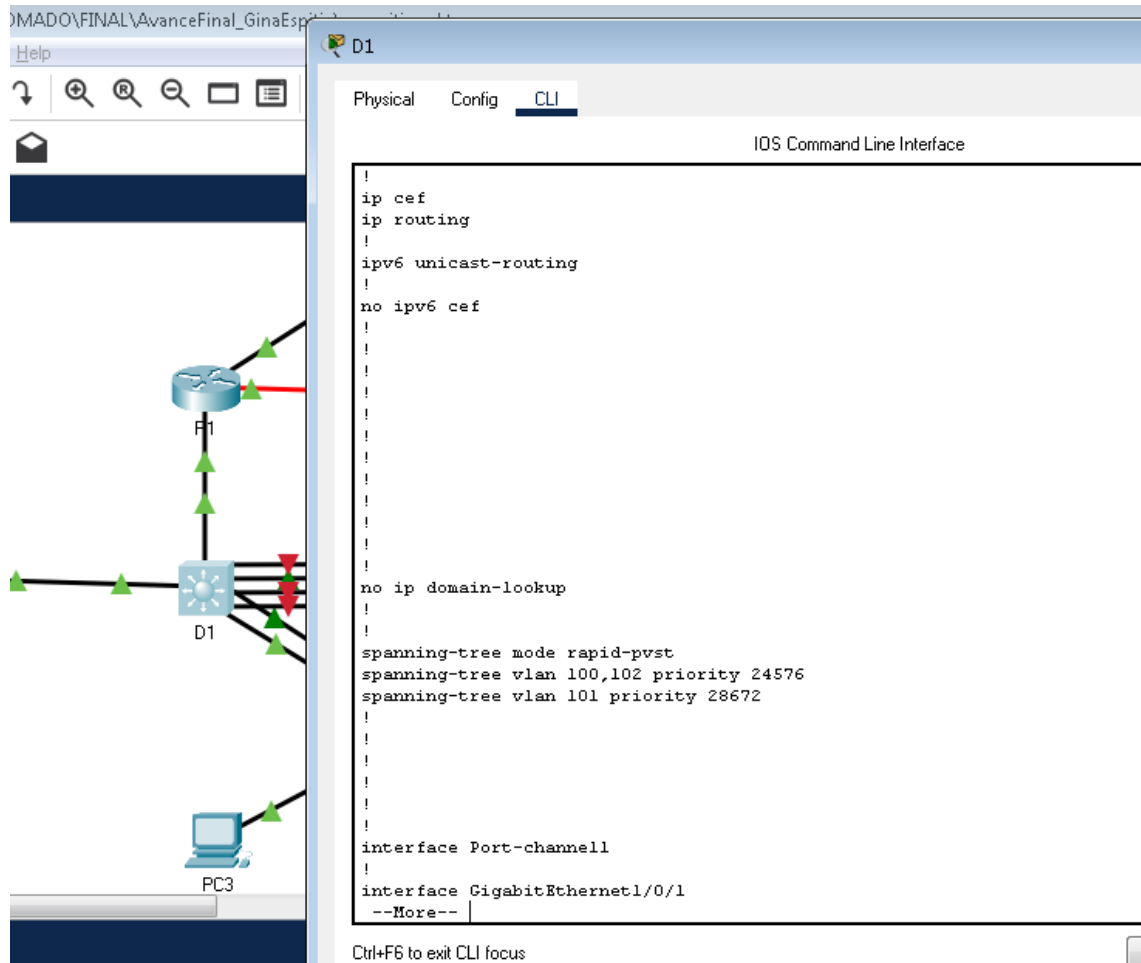 OMADO\FINAL\AvanceFinal_GinaEspiti
Help
D1
Physical Config CLI
IOS Command Line Interface
!
ip cef
ip routing
!
ipv6 unicast-routing
!
no ipv6 cef
!
!
!
!
!
!
!
!
!
!
!
!
no ip domain-lookup
!
!
spanning-tree mode rapid-pvst
spanning-tree vlan 100,102 priority 24576
spanning-tree vlan 101 priority 28672
!
!
!
!
!
!
interface Port-channel1
!
interface GigabitEthernet1/0/1
--More--
Ctrl+F6 to exit CLI focus
D1
PC3